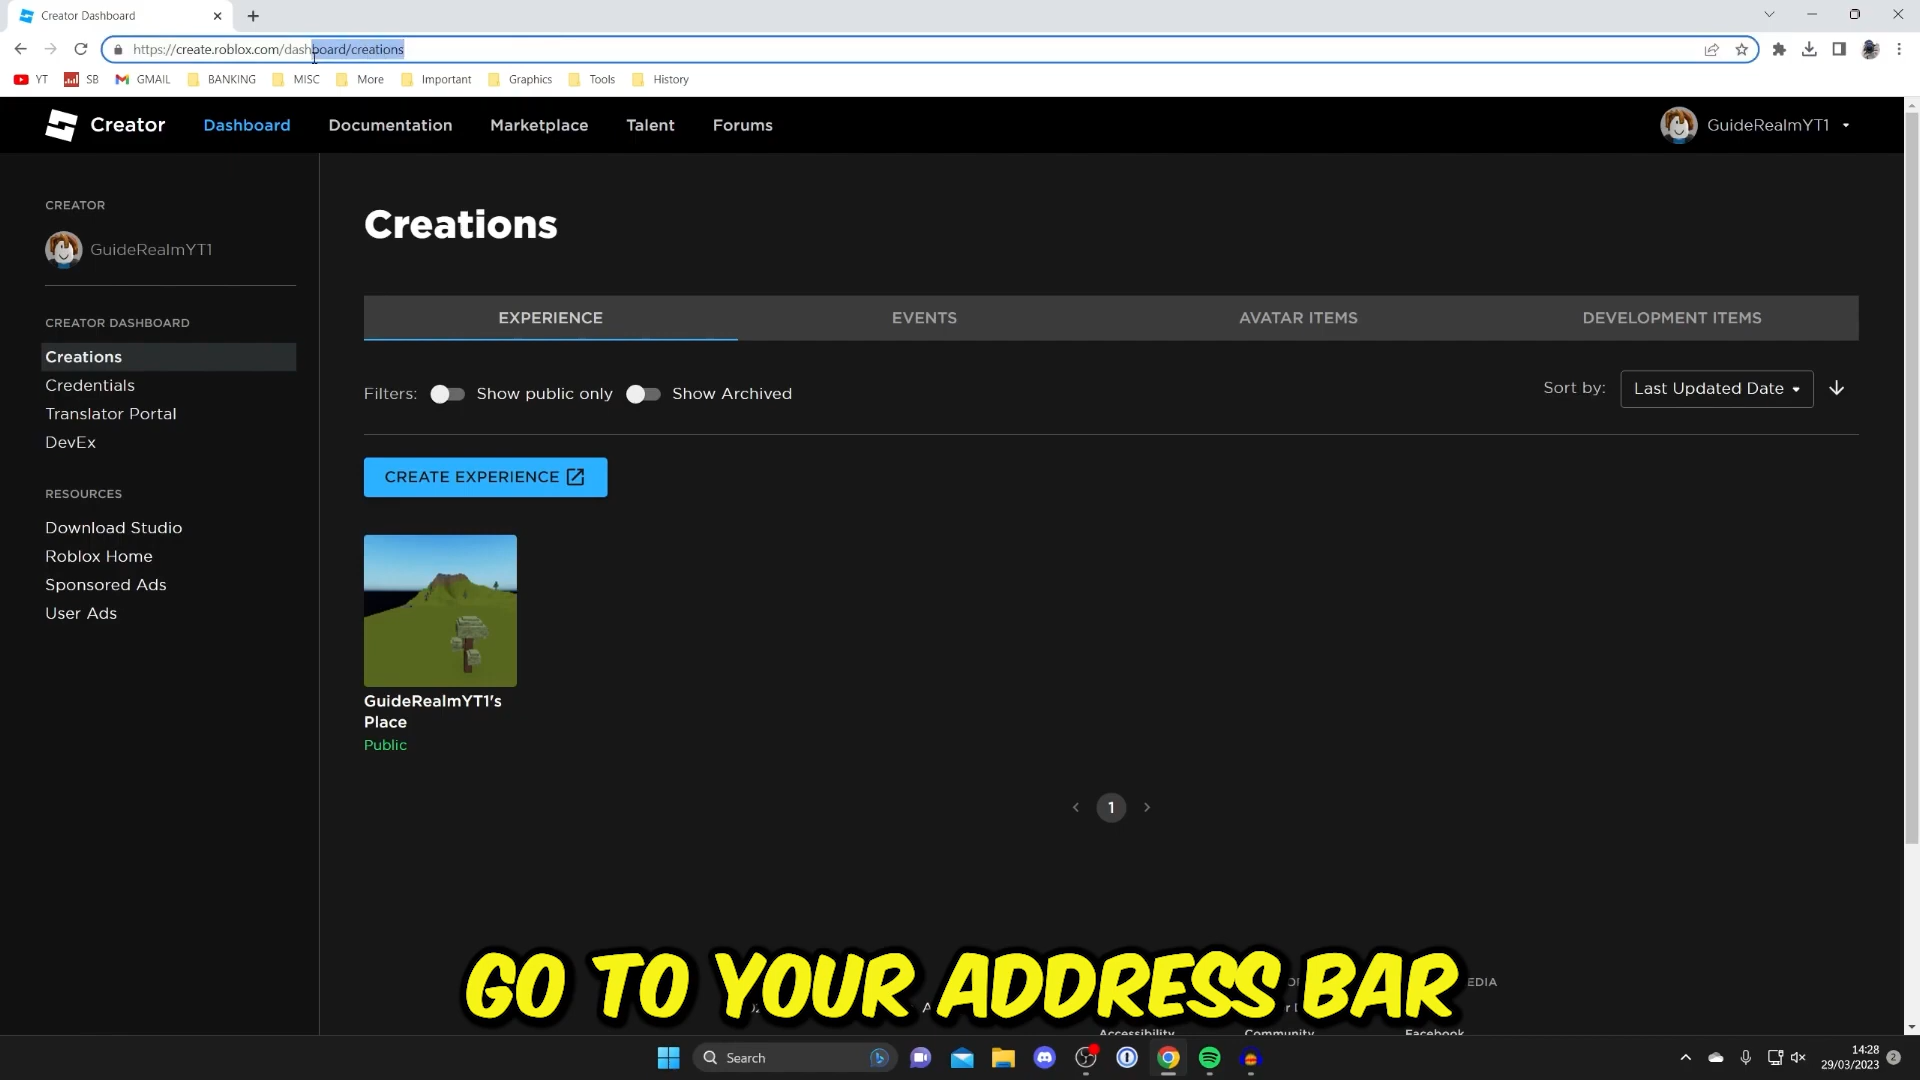 Creator Dashboard
https://create.roblox.com/dashboard/creations
YT SB GMAIL BANKING MISC More Important Graphics Tools History
Creator Dashboard Documentation Marketplace Talent Forums GuideRealmYT1
CREATOR
GuideRealmYT1
CREATOR DASHBOARD
Creations
Credentials
Translator Portal
DevEx
RESOURCES
Download Studio
Roblox Home
Sponsored Ads
User Ads
Creations
EXPERIENCE EVENTS AVATAR ITEMS DEVELOPMENT ITEMS
Filters: Show public only Show Archived Sort by: Last Updated Date
CREATE EXPERIENCE
GuideRealmYT1's
Place
Public
1
GO TO YOUR ADDRESS BAR
Accessibility Community Facebook
Search
14:28
29/03/2023
2